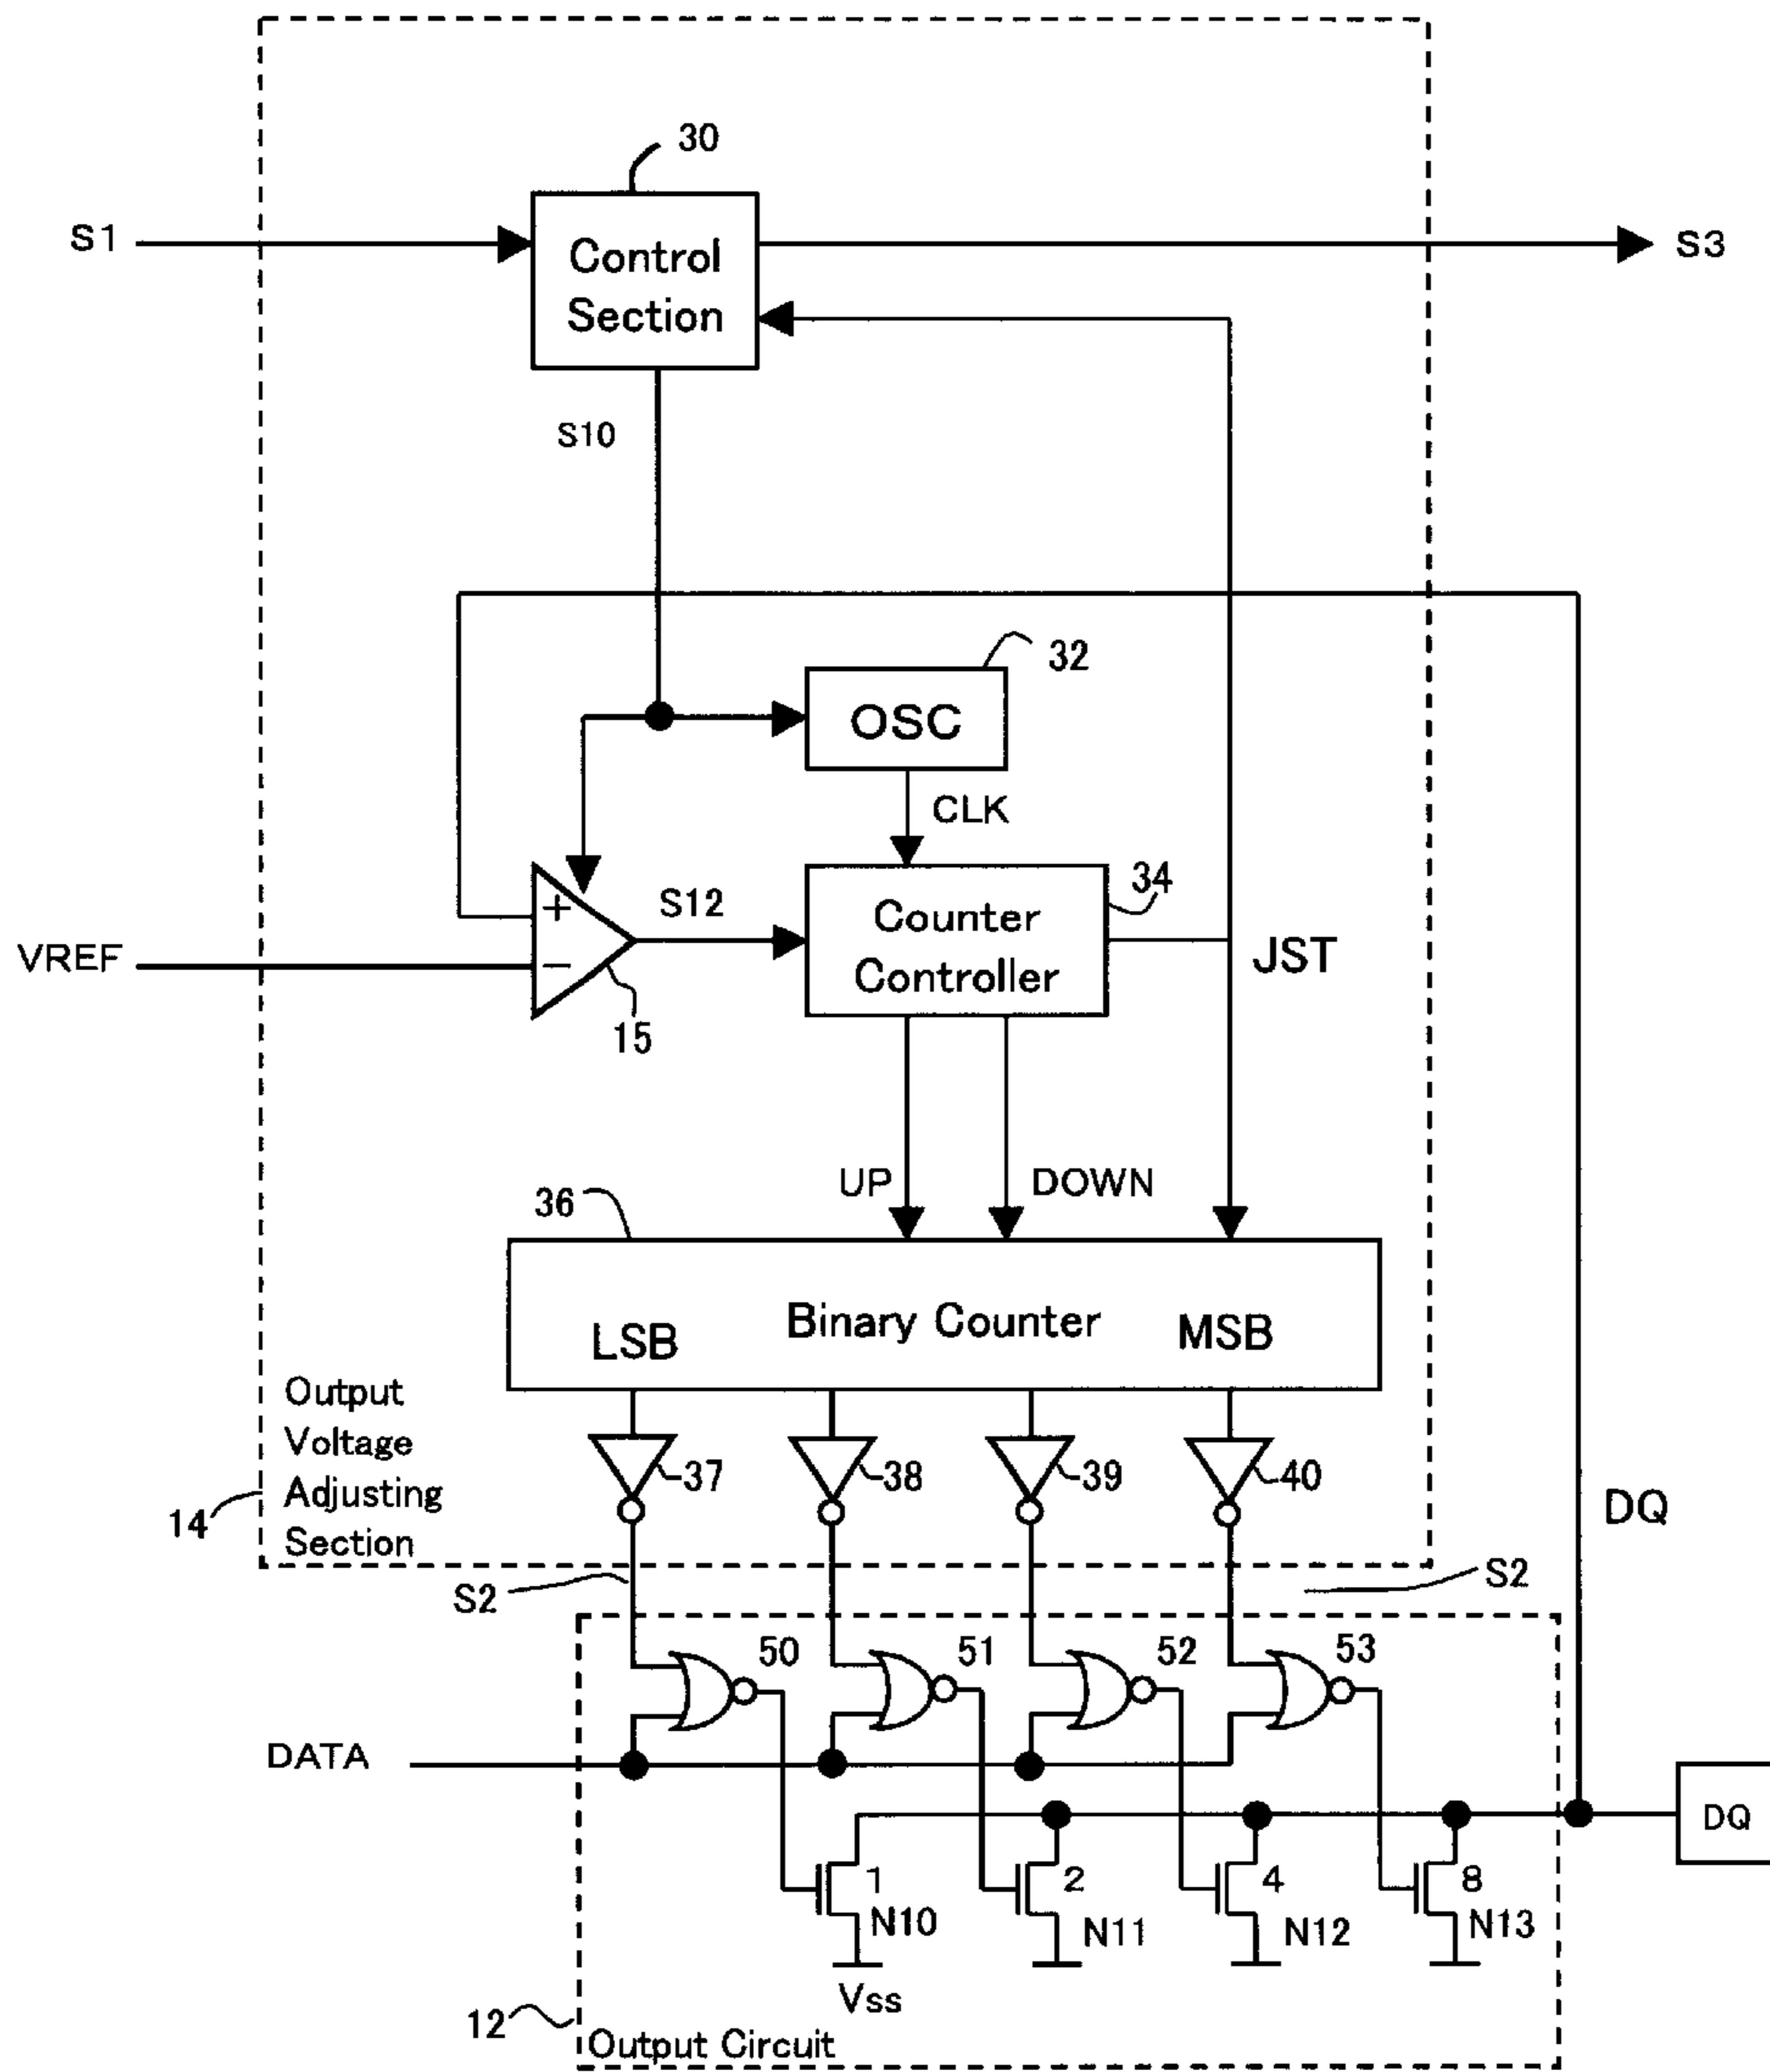 30
S1
Control
Section
S3
S10
32
OSC
CLK
VREF
+
−
S12
15
Counter
Controller
34
JST
UP
DOWN
36
LSB
Binary Counter
MSB
Output
Voltage
Adjusting
Section
14
37
38
39
40
DQ
S2
S2
50
51
52
53
DATA
DQ
1
N10
2
N11
4
N12
8
N13
Vss
12
Output Circuit